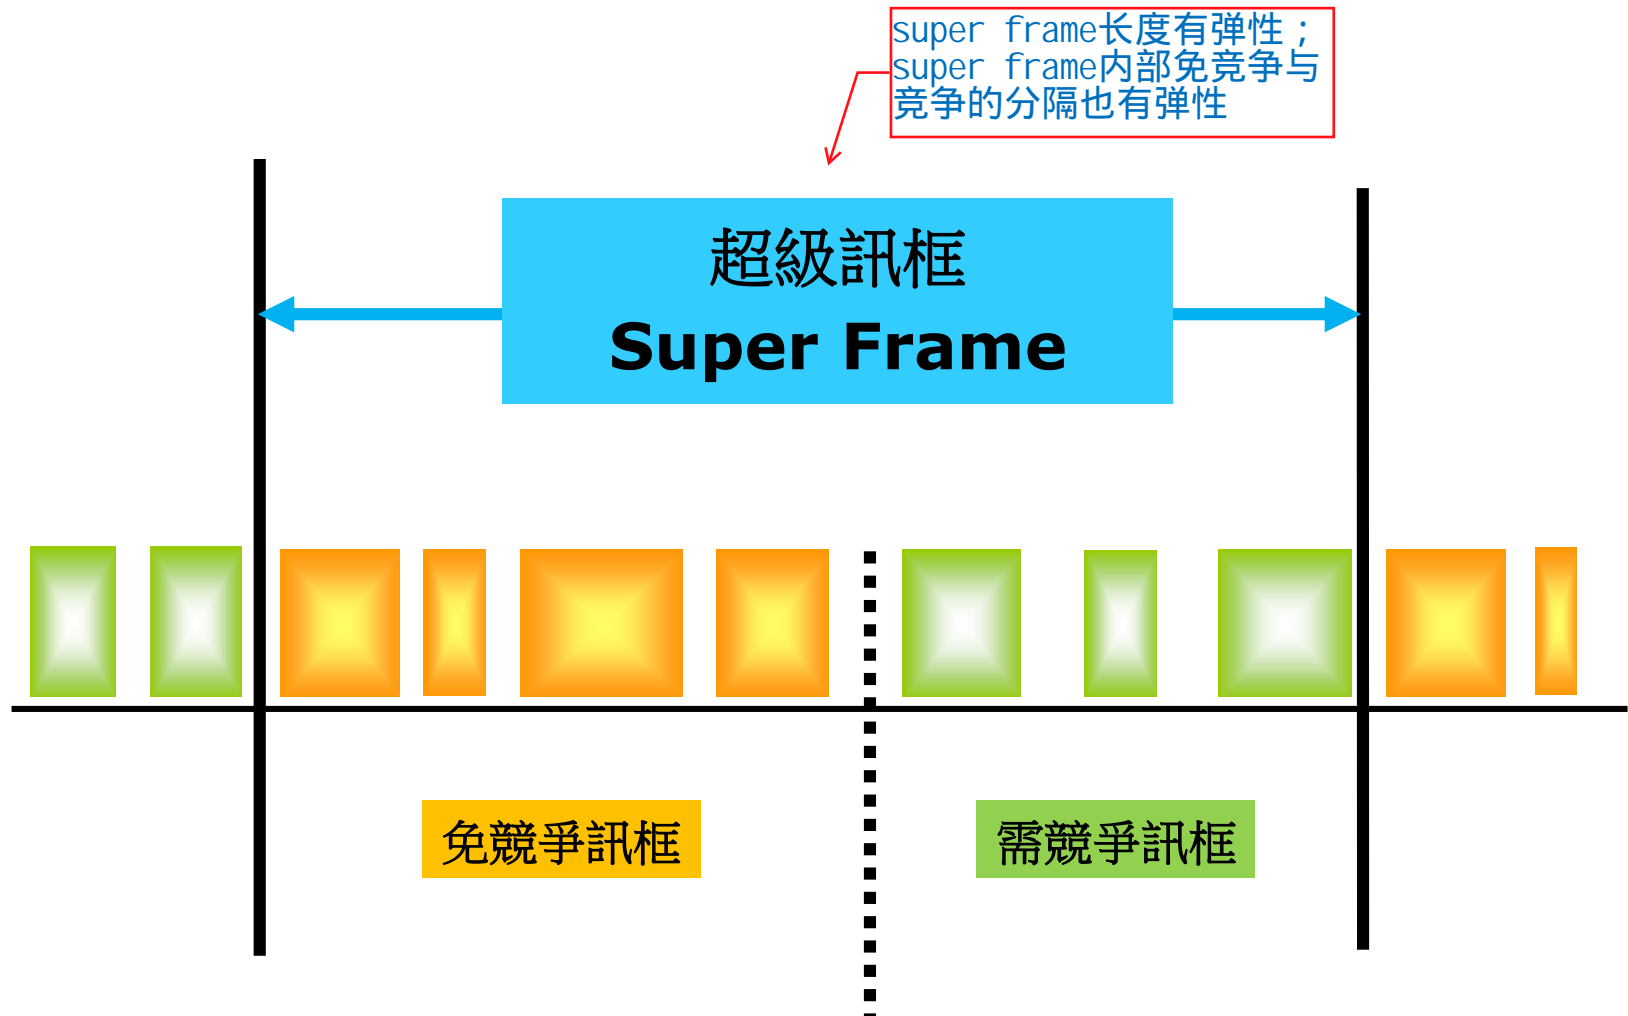 super frame长度有弹性；
super frame内部免竞争与
竞争的分隔也有弹性
超級訊框
Super Frame
免競爭訊框
需競爭訊框